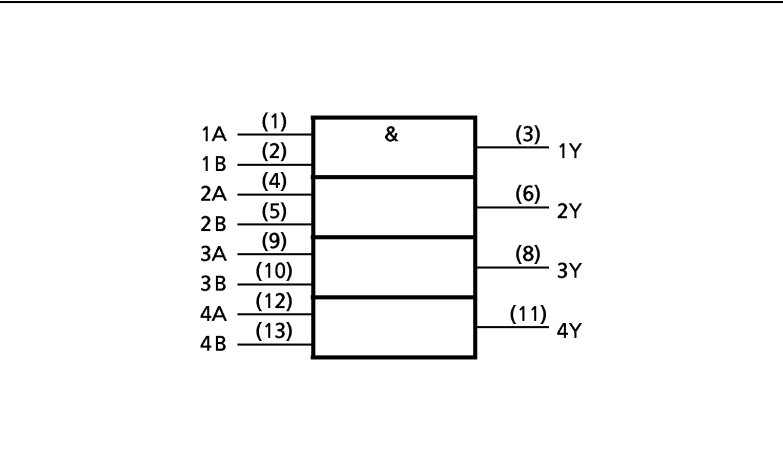 1A (1) & (3) 1Y
1B (2)
2A (4) (6) 2Y
2B (5)
3A (9) (8) 3Y
3B (10)
4A (12) (11) 4Y
4B (13)